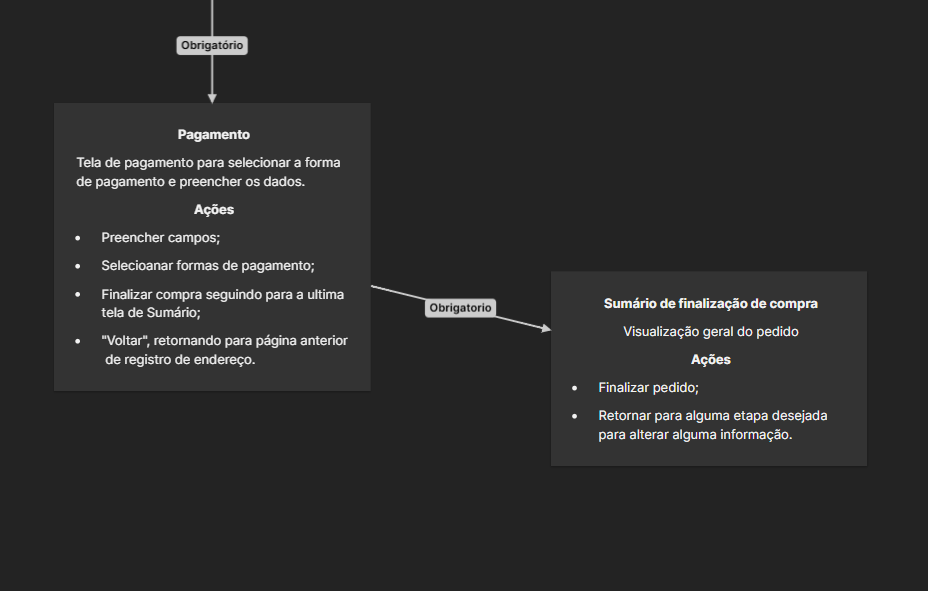 Obrigatório
Pagamento
Tela de pagamento para selecionar a forma
de pagamento e preencher os dados.
Ações
• Preencher campos;
• Selecioanar formas de pagamento;
• Finalizar compra seguindo para a ultima
tela de Sumário;
• "Voltar", retornando para página anterior
de registro de endereço.
Obrigatorio
Sumário de finalização de compra
Visualização geral do pedido
Ações
• Finalizar pedido;
• Retornar para alguma etapa desejada
para alterar alguma informação.